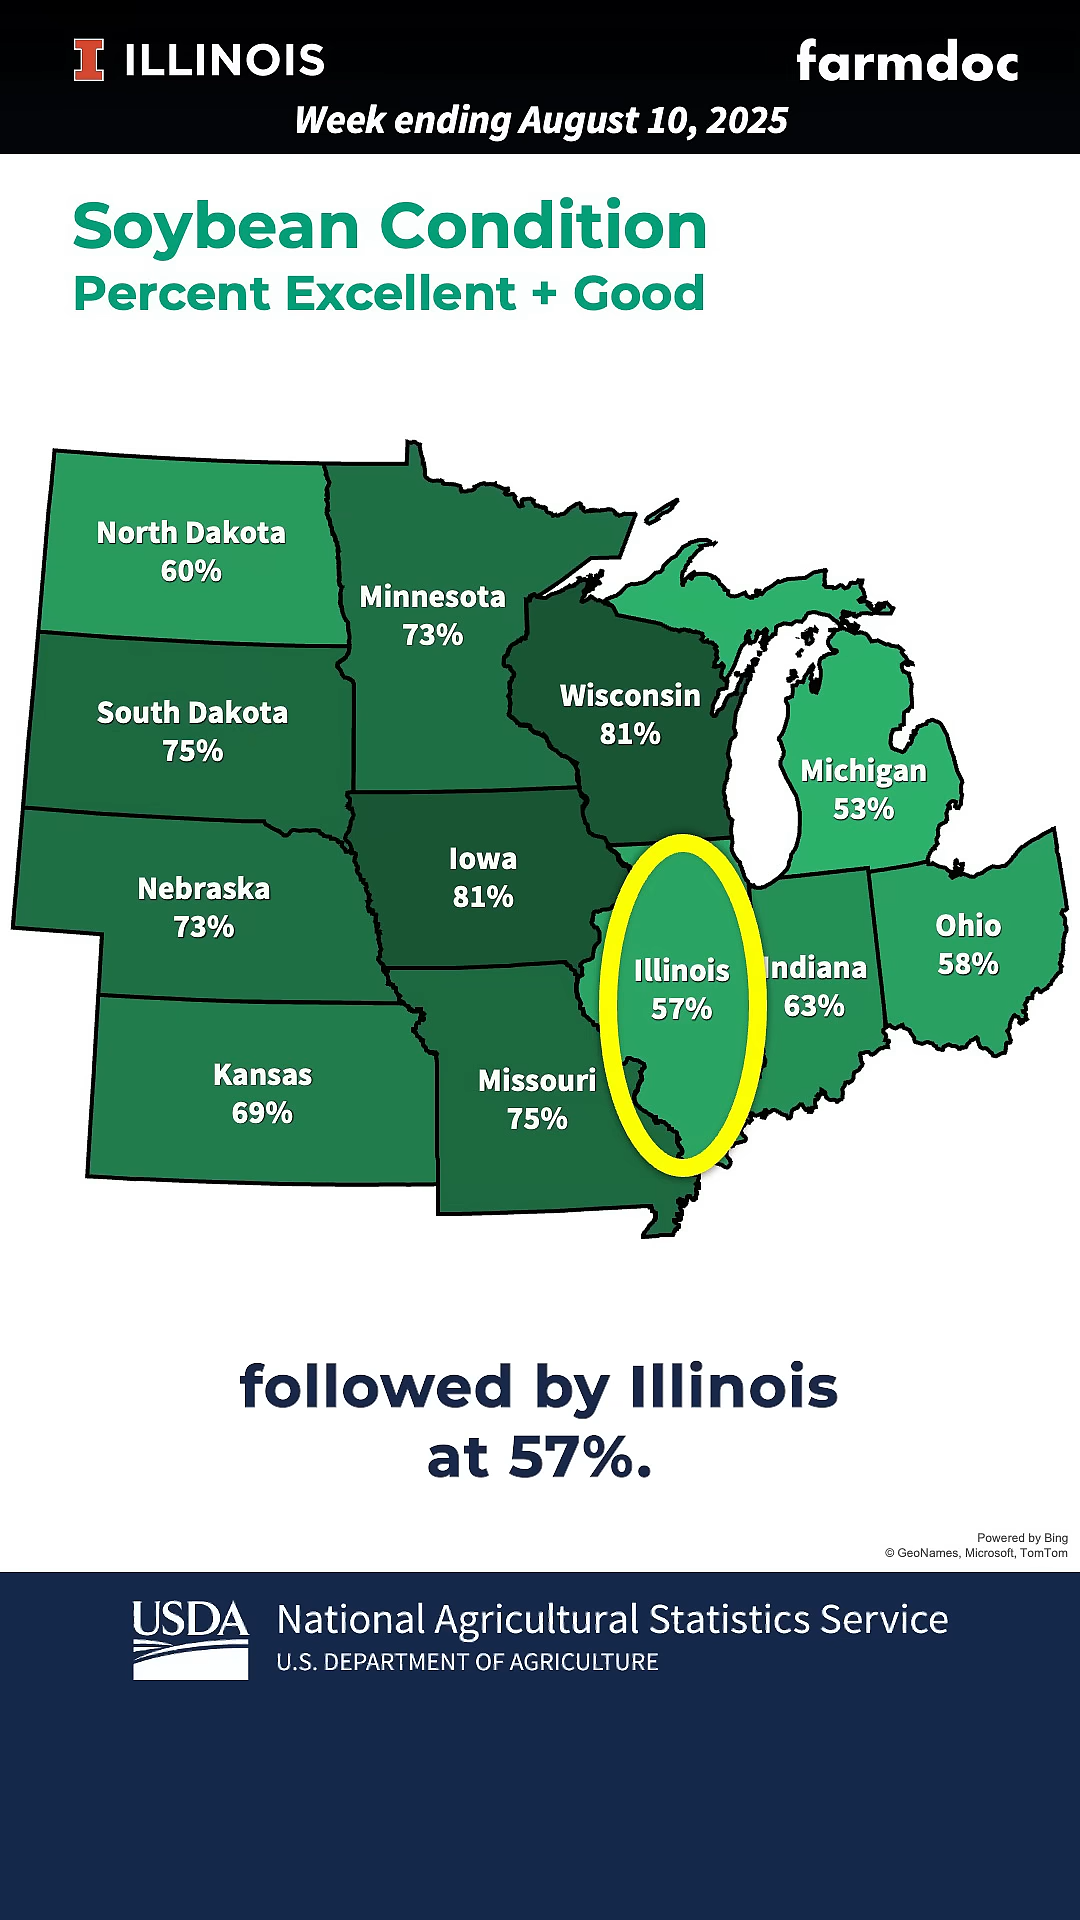 ILLINOIS
farmdoc
Week ending August 10, 2025
Soybean Condition
Percent Excellent + Good
North Dakota
60%
Minnesota
73%
South Dakota
75%
Wisconsin
81%
Michigan
53%
Iowa
81%
Nebraska
73%
Illinois
57%
Indiana
63%
Ohio
58%
Kansas
69%
Missouri
75%
followed by Illinois
at 57%.
Powered by Bing
© GeoNames, Microsoft, TomTom
USDA
National Agricultural Statistics Service
U.S. DEPARTMENT OF AGRICULTURE